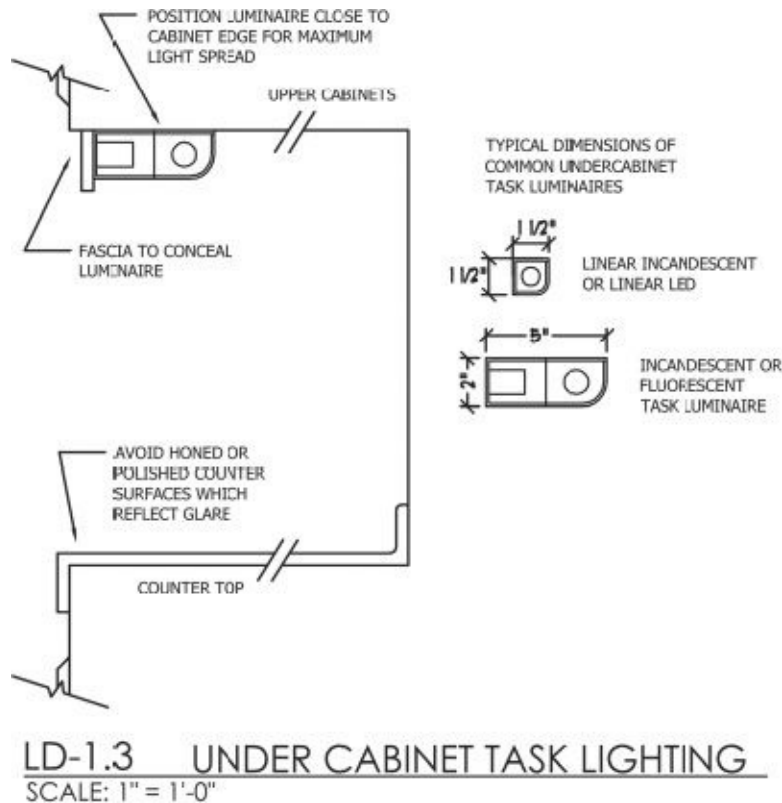 POSITION LUMINAIRE CLOSE TO
CABINET EDGE FOR MAXIMUM
LIGHT SPREAD
UPPER CABINETS
TYPICAL DIMENSIONS OF
COMMON UNDERCABINET
TASK LUMINAIRES
1 1/2"
1 1/2"
LINEAR INCANDESCENT
OR LINEAR LED
FASCIA TO CONCEAL
LUMINAIRE
5"
2"
INCANDESCENT OR
FLUORESCENT
TASK LUMINAIRE
AVOID HONED OR
POLISHED COUNTER
SURFACES WHICH
REFLECT GLARE
COUNTER TOP
LD-1.3 UNDER CABINET TASK LIGHTING
SCALE: 1" = 1'-0"